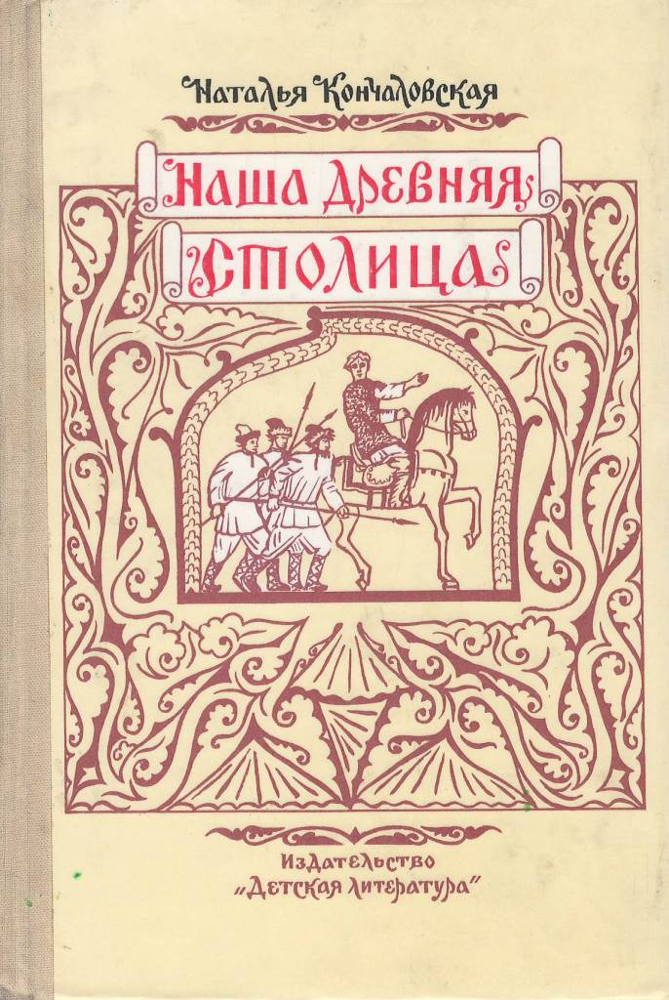 Наталья Кончаловская
Наша древняя
столица
Издательство
„Детская литература"